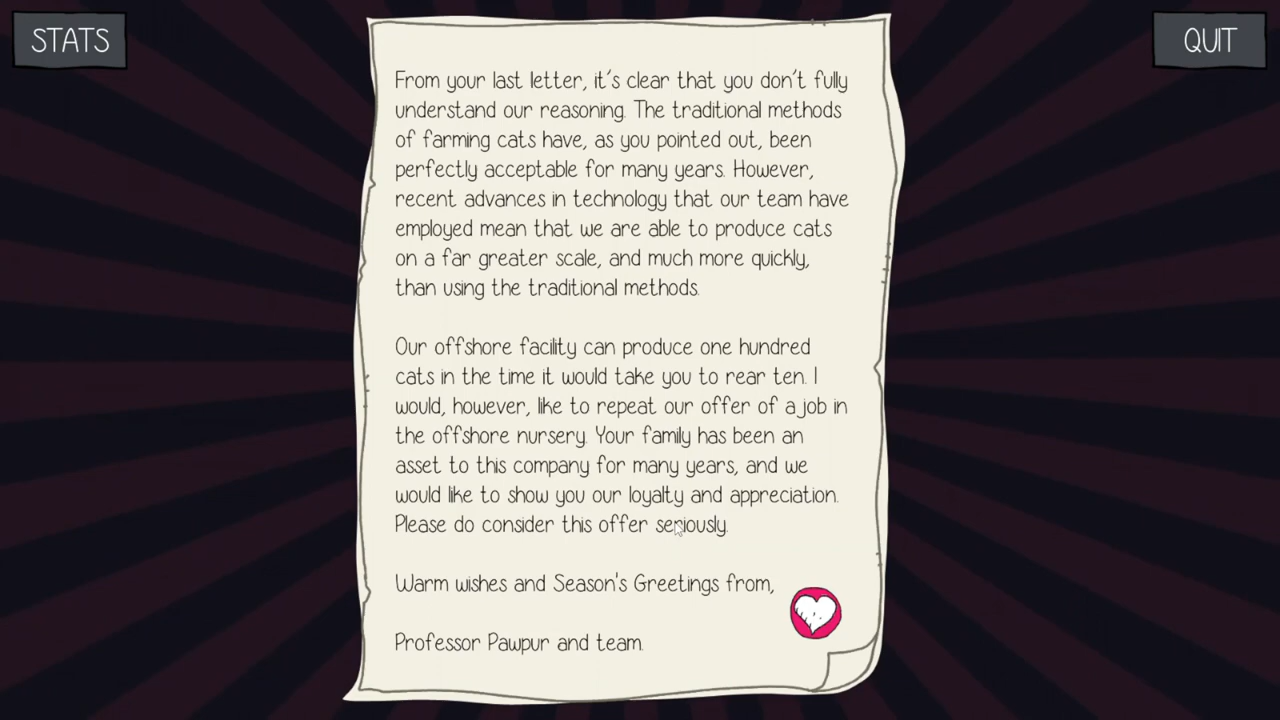 STATS
QUIT
From your last letter, it's clear that you don't fully
understand our reasoning. The traditional methods
of farming cats have, as you pointed out, been
perfectly acceptable for many years. However,
recent advances in technology that our team have
employed mean that we are able to produce cats
on a far greater scale, and much more quickly,
than using the traditional methods.
Our offshore facility can produce one hundred
cats in the time it would take you to rear ten. I
would, however, like to repeat our offer of a job in
the offshore nursery. Your family has been an
asset to this company for many years, and we
would like to show you our loyalty and appreciation.
Please do consider this offer seriously.
Warm wishes and Season's Greetings from,
Professor Pawpur and team.